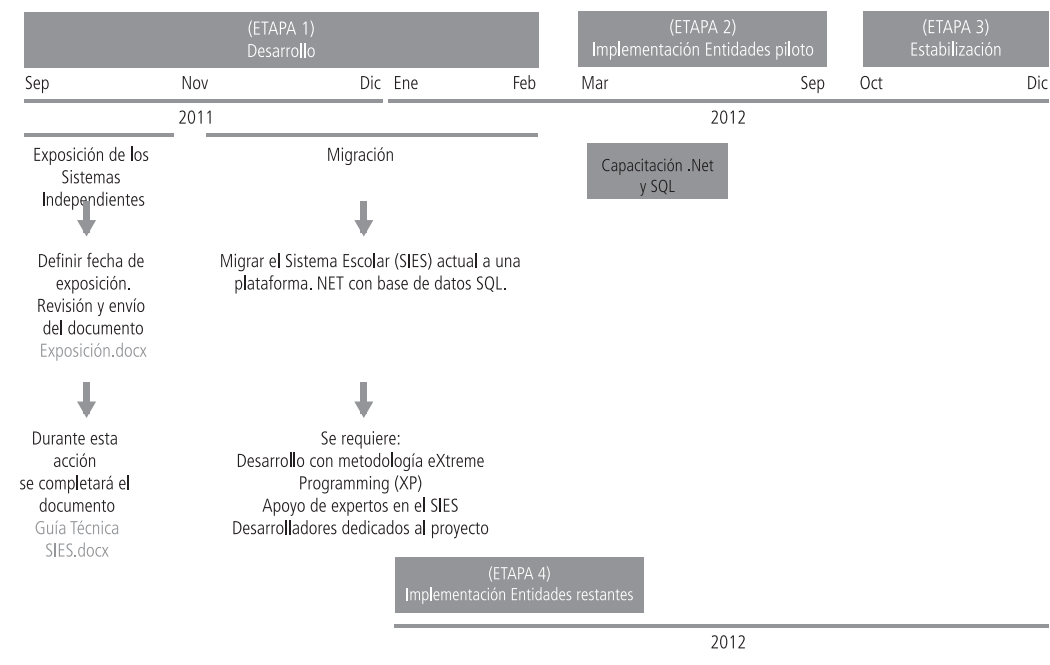 (ETAPA 1)
Desarrollo
(ETAPA 2)
Implementación Entidades piloto
(ETAPA 3)
Estabilización
Sep Nov Dic Ene Feb Mar Sep Oct Dic
2011 2012
Exposición de los
Sistemas
Independientes
Definir fecha de
exposición.
Revisión y envío
del documento
Exposición.docx
Durante esta
acción
se completará el
documento
Guía Técnica
SIES.docx
Migración
Migrar el Sistema Escolar (SIES) actual a una
plataforma. NET con base de datos SQL.
Se requiere:
Desarrollo con metodología eXtreme
Programming (XP)
Apoyo de expertos en el SIES
Desarrolladores dedicados al proyecto
Capacitación .Net
y SQL
(ETAPA 4)
Implementación Entidades restantes
2012